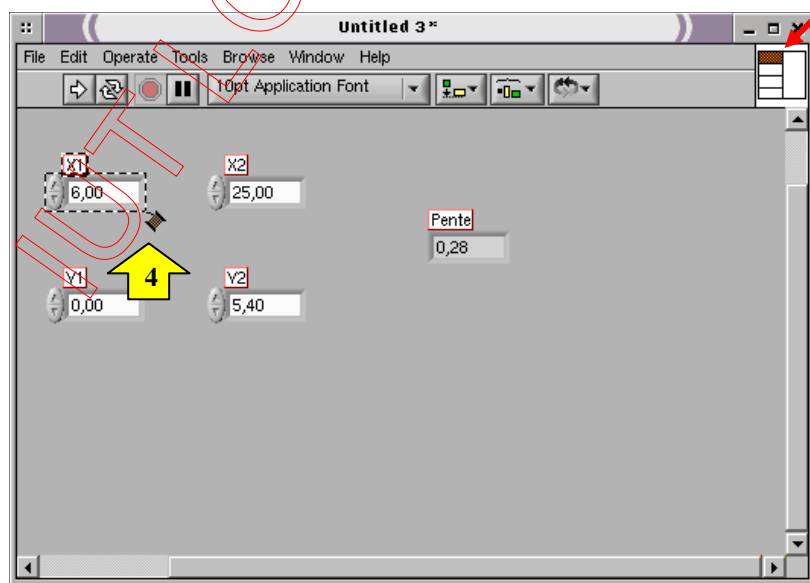 Untitled 3*
File Edit Operate Tools Browse Window Help
10pt Application Font
X1
X2
6,00
25,00
Pente
0,28
4
Y1
Y2
0,00
5,40
IUT L